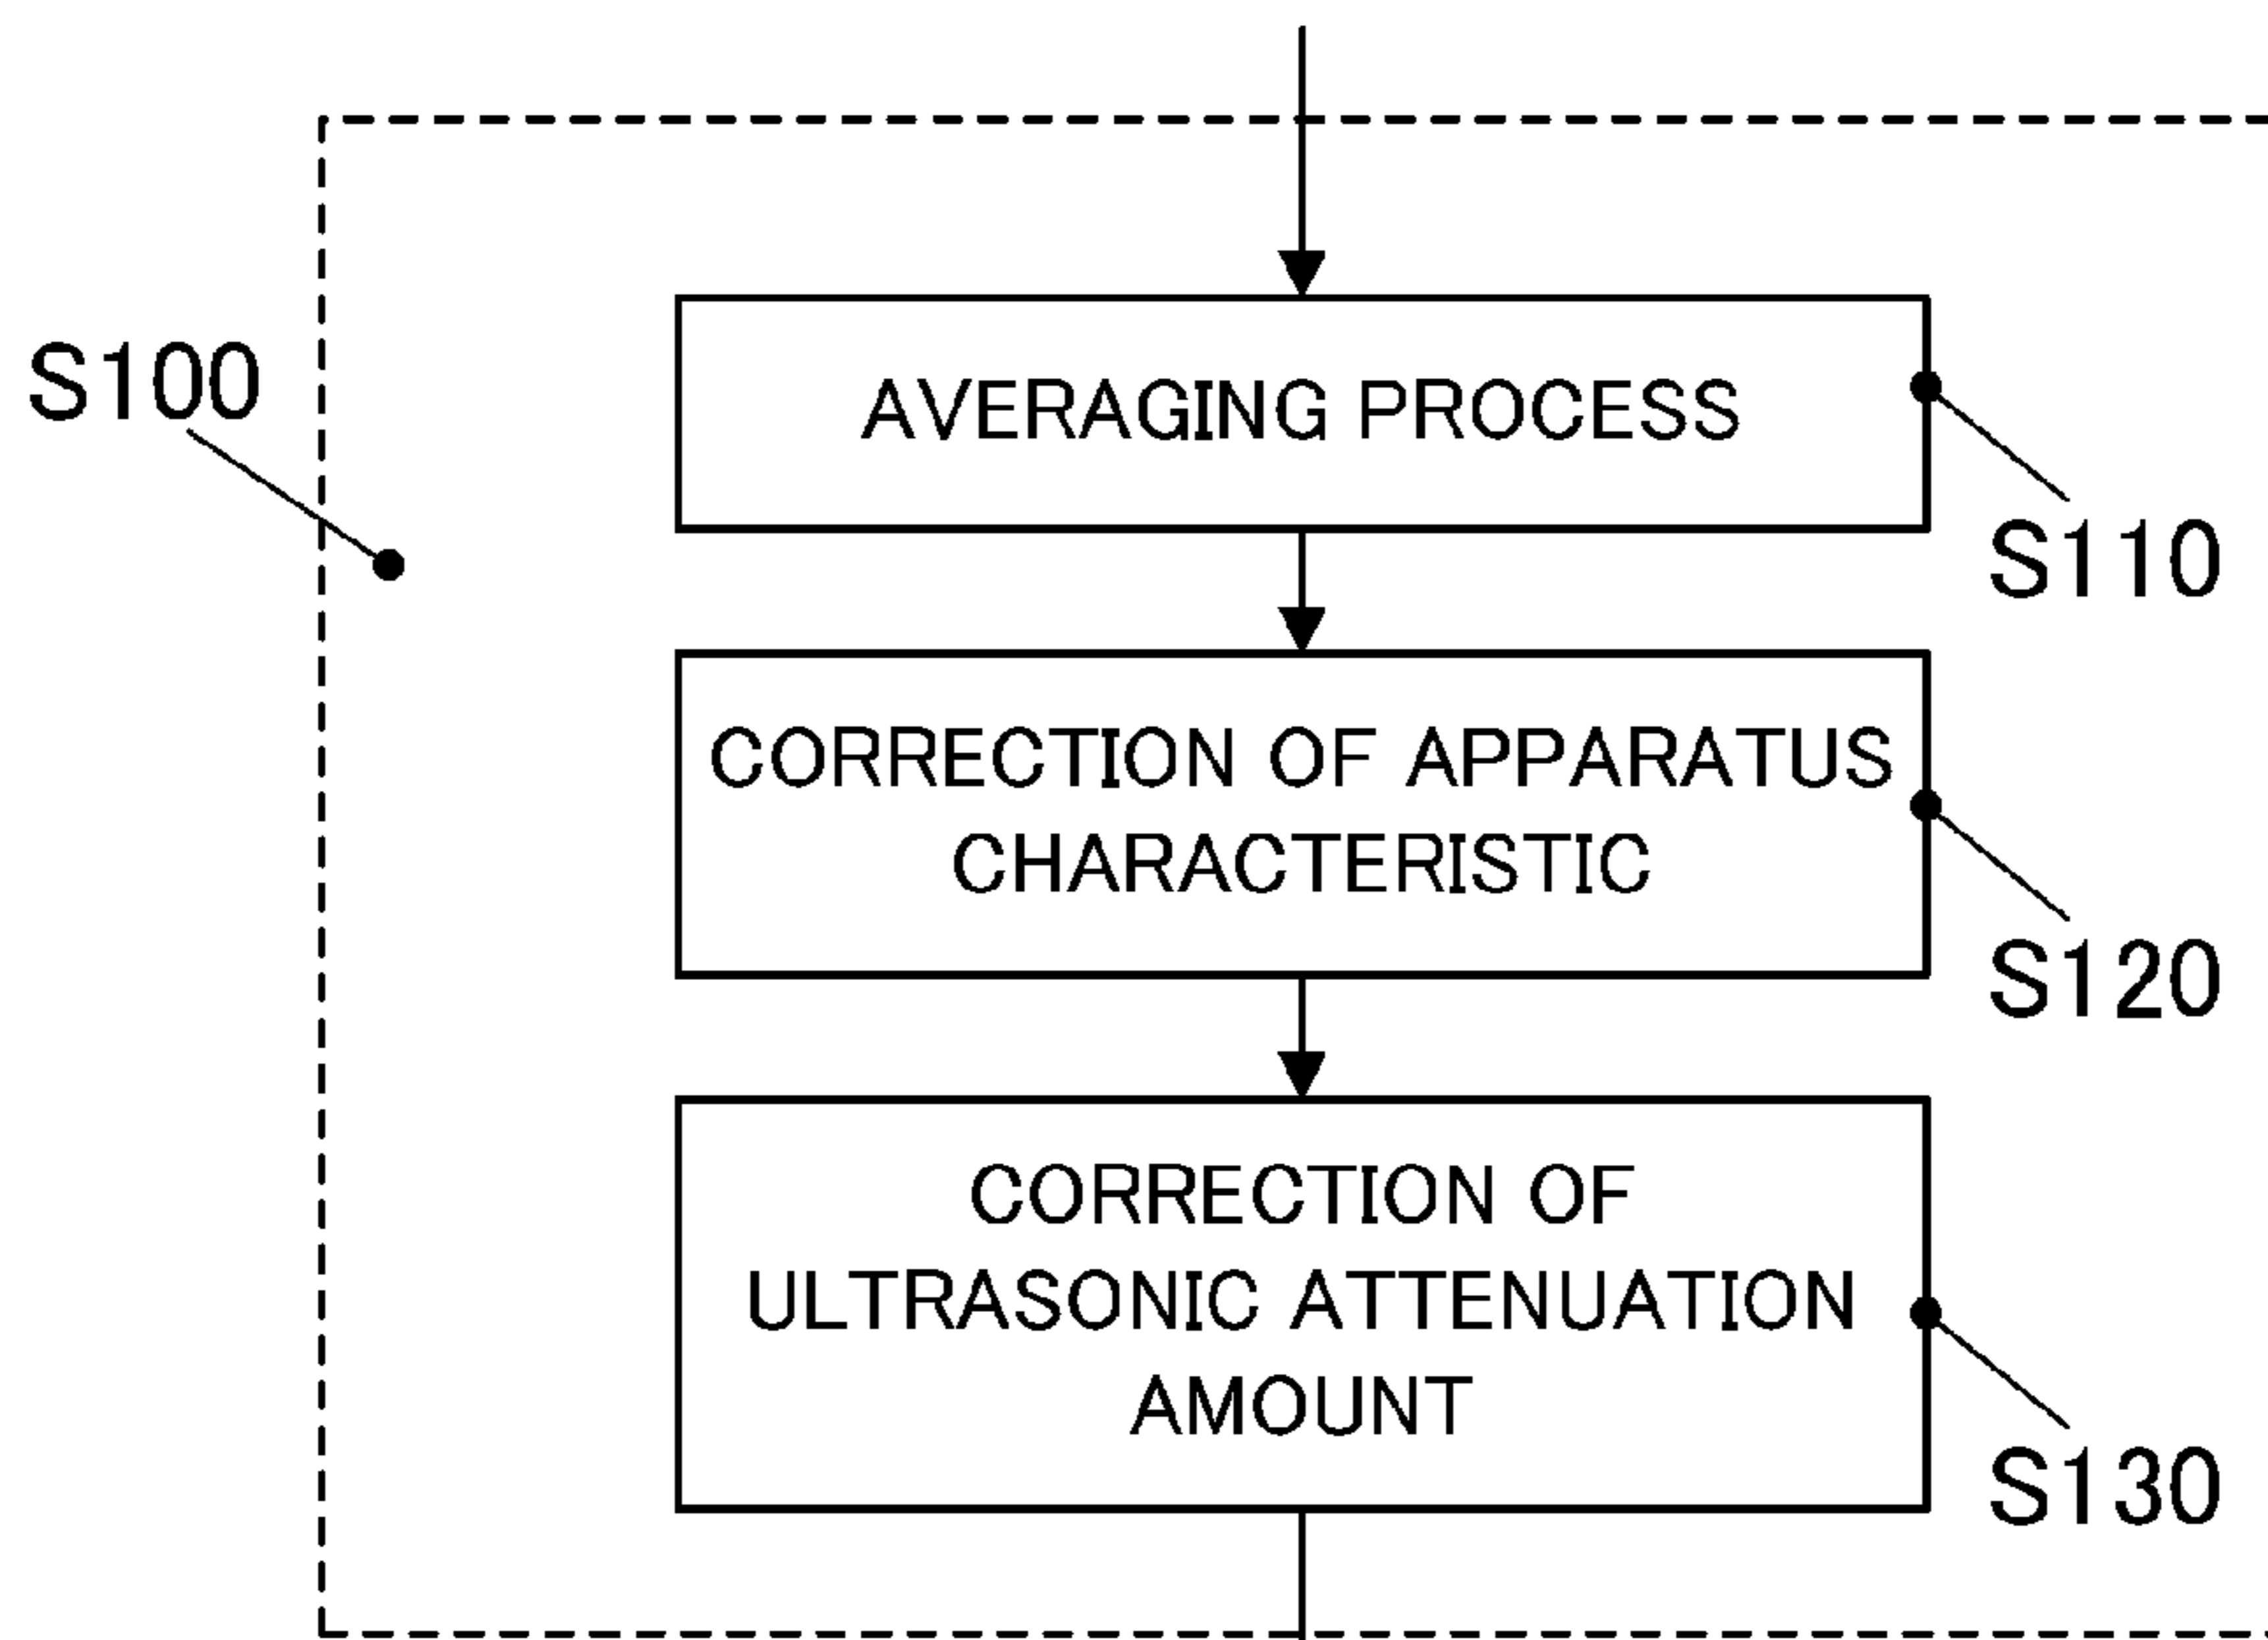 S100
AVERAGING PROCESS
S110
CORRECTION OF APPARATUS
CHARACTERISTIC
S120
CORRECTION OF
ULTRASONIC ATTENUATION
AMOUNT
S130